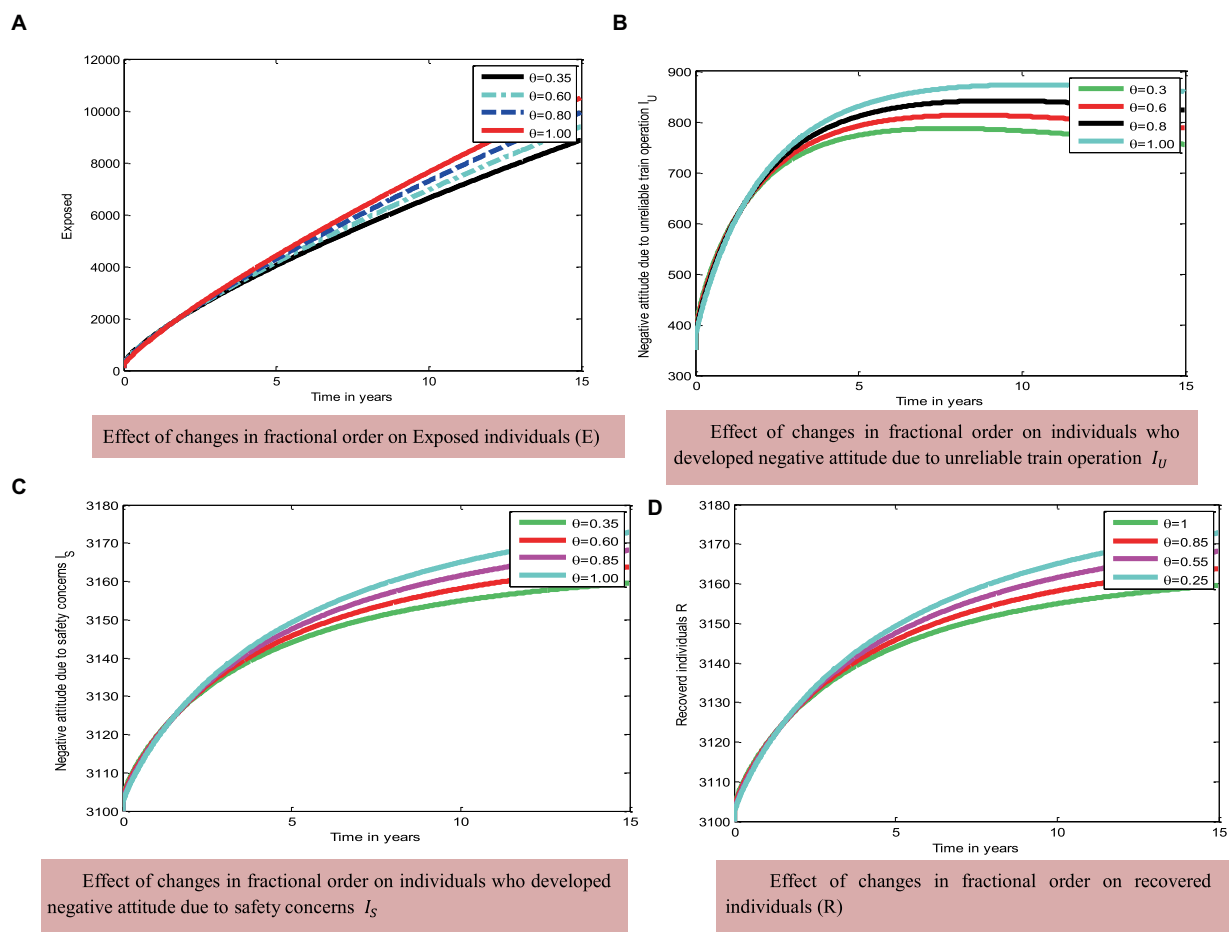 A
12000
10000
8000
6000
4000
2000
0
Exposed
θ=0.35
θ=0.60
θ=0.80
θ=1.00
0 5 10 15
Time in years
Effect of changes in fractional order on Exposed individuals (E)
B
900
800
700
600
500
400
300
Negative attitude due to unreliable train operation I_U
θ=0.3
θ=0.6
θ=0.8
θ=1.00
0 5 10 15
Time in years
Effect of changes in fractional order on individuals who
developed negative attitude due to unreliable train operation I_U
C
3180
3170
3160
3150
3140
3130
3120
3110
3100
Negative attitude due to safety concerns I_S
θ=0.35
θ=0.60
θ=0.85
θ=1.00
0 5 10 15
Time in years
Effect of changes in fractional order on individuals who developed
negative attitude due to safety concerns I_S
D
3180
3170
3160
3150
3140
3130
3120
3110
3100
Recoverd individuals R
θ=1
θ=0.85
θ=0.55
θ=0.25
0 5 10 15
Time in years
Effect of changes in fractional order on recovered
individuals (R)